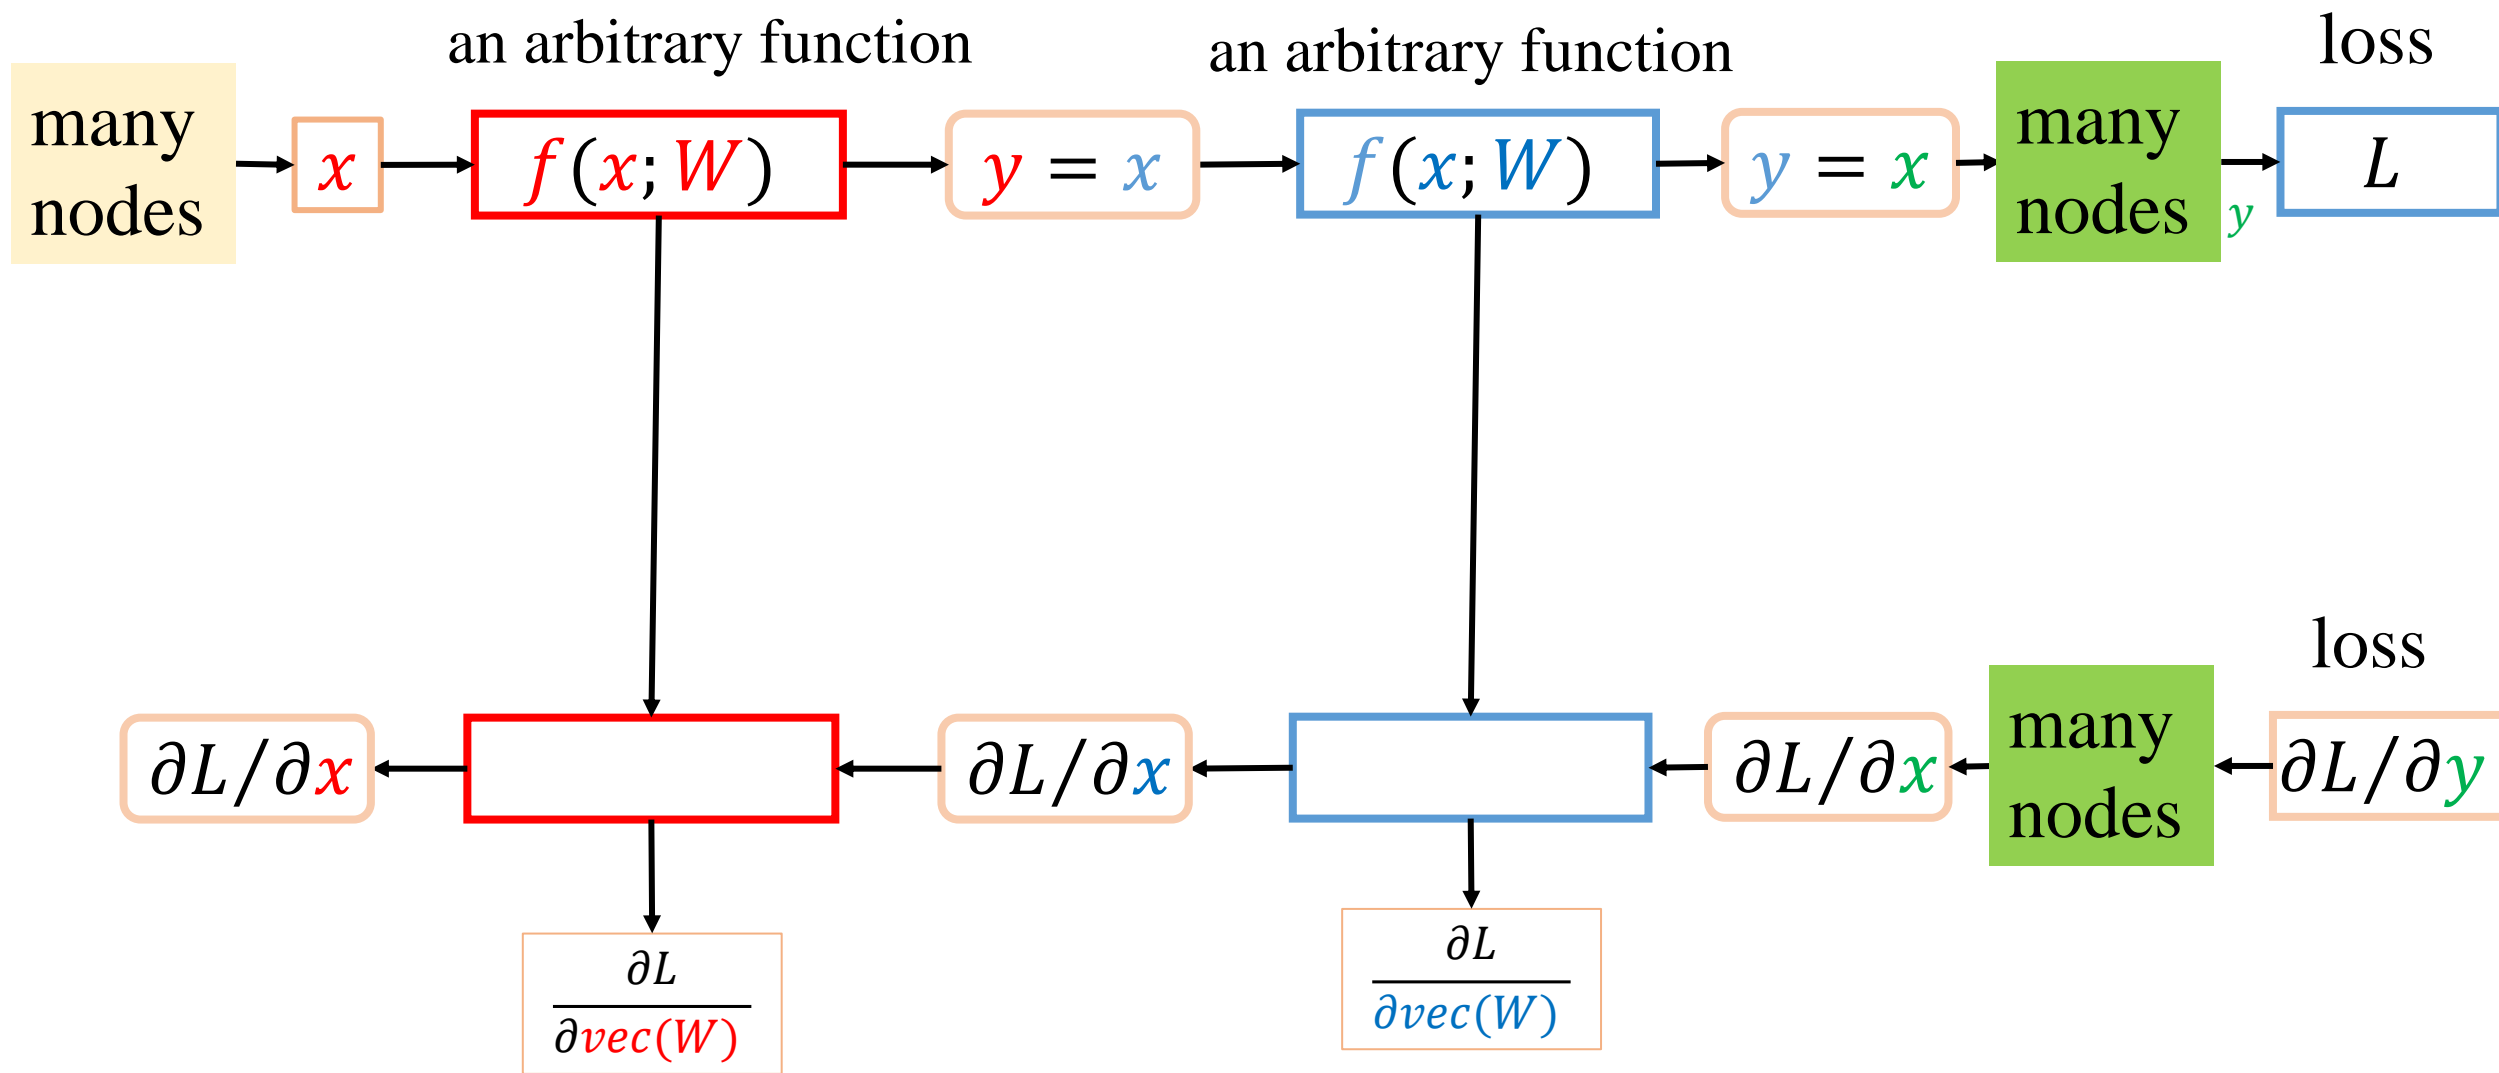 an arbitrary function
an arbitrary function
loss
many
nodes
x
f(x; W)
y = x
f(x; W)
y = x
many
nodes
y
L
loss
∂L/∂x
∂L/∂x
∂L/∂x
many
nodes
∂L/∂y
∂L
∂vec(W)
∂L
∂vec(W)